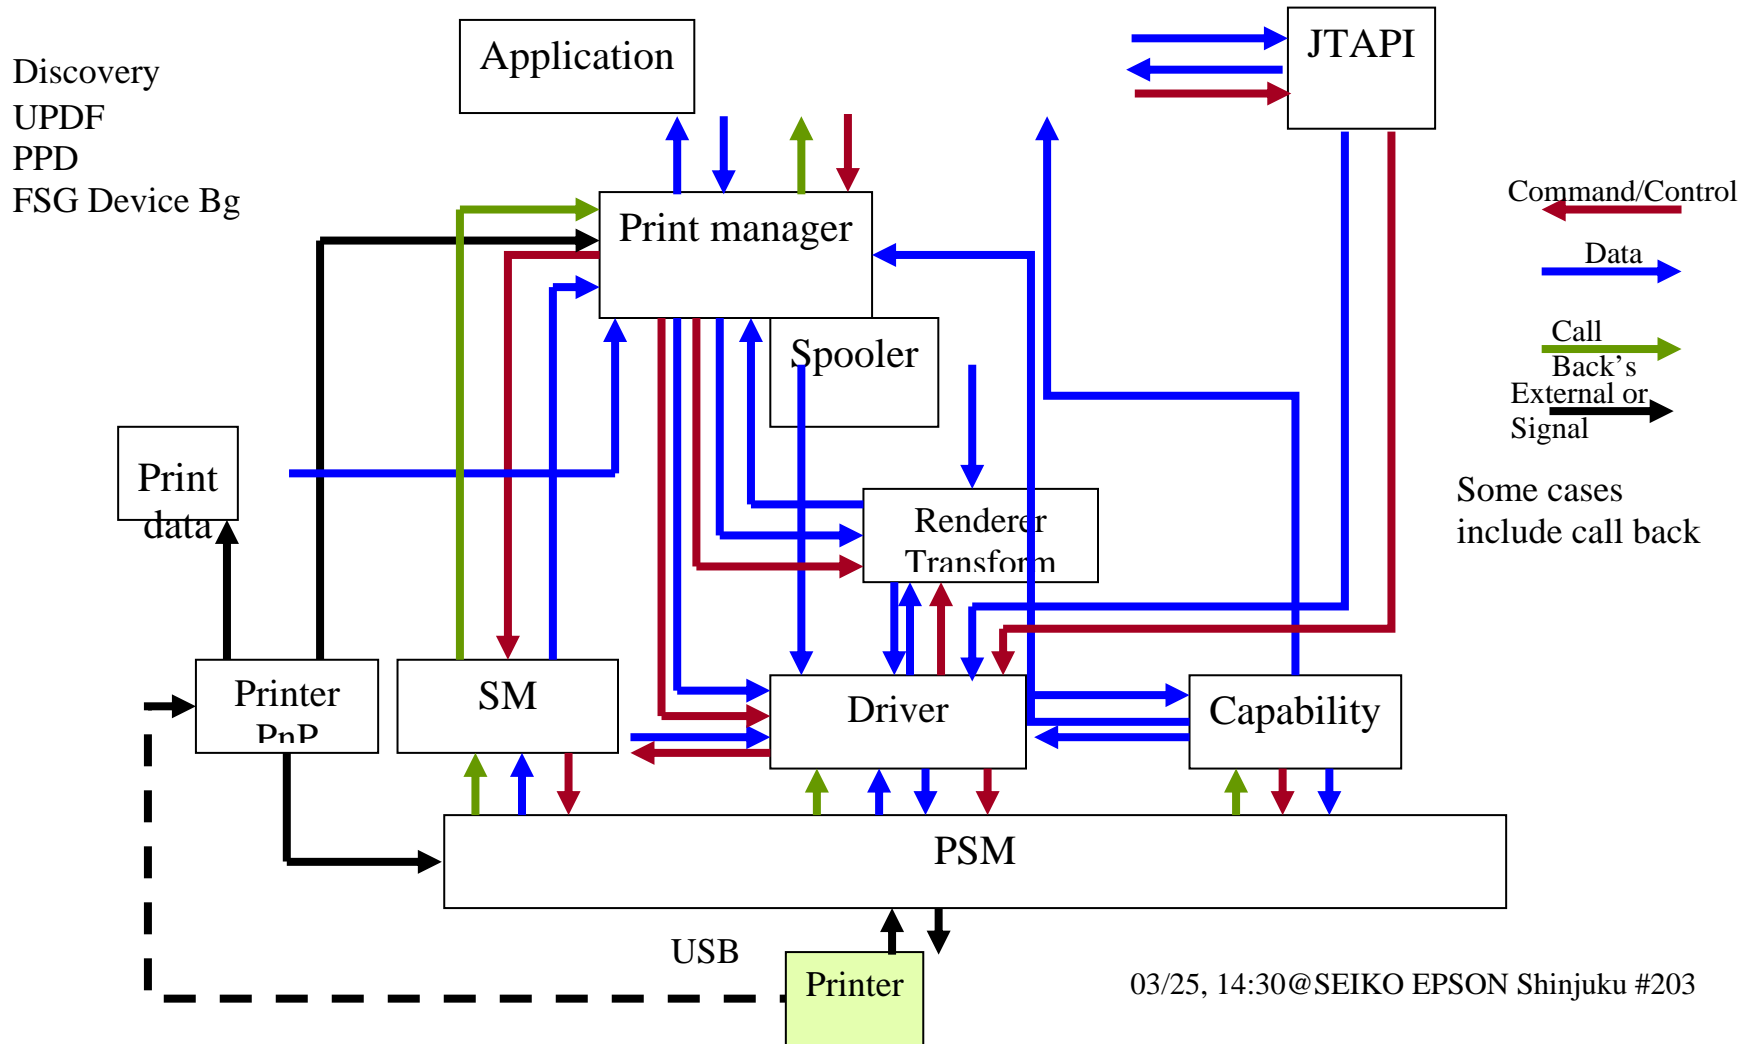 Discovery
UPDF
PPD
FSG Device Bg
Application
JTAPI
Print manager
Spooler
Command/Control
Data
Call
Back's
External or
Signal
Some cases
include call back
Print
data
Renderer
Transform
Printer
PnP
SM
Driver
Capability
PSM
USB
Printer
03/25, 14:30@SEIKO EPSON Shinjuku #203